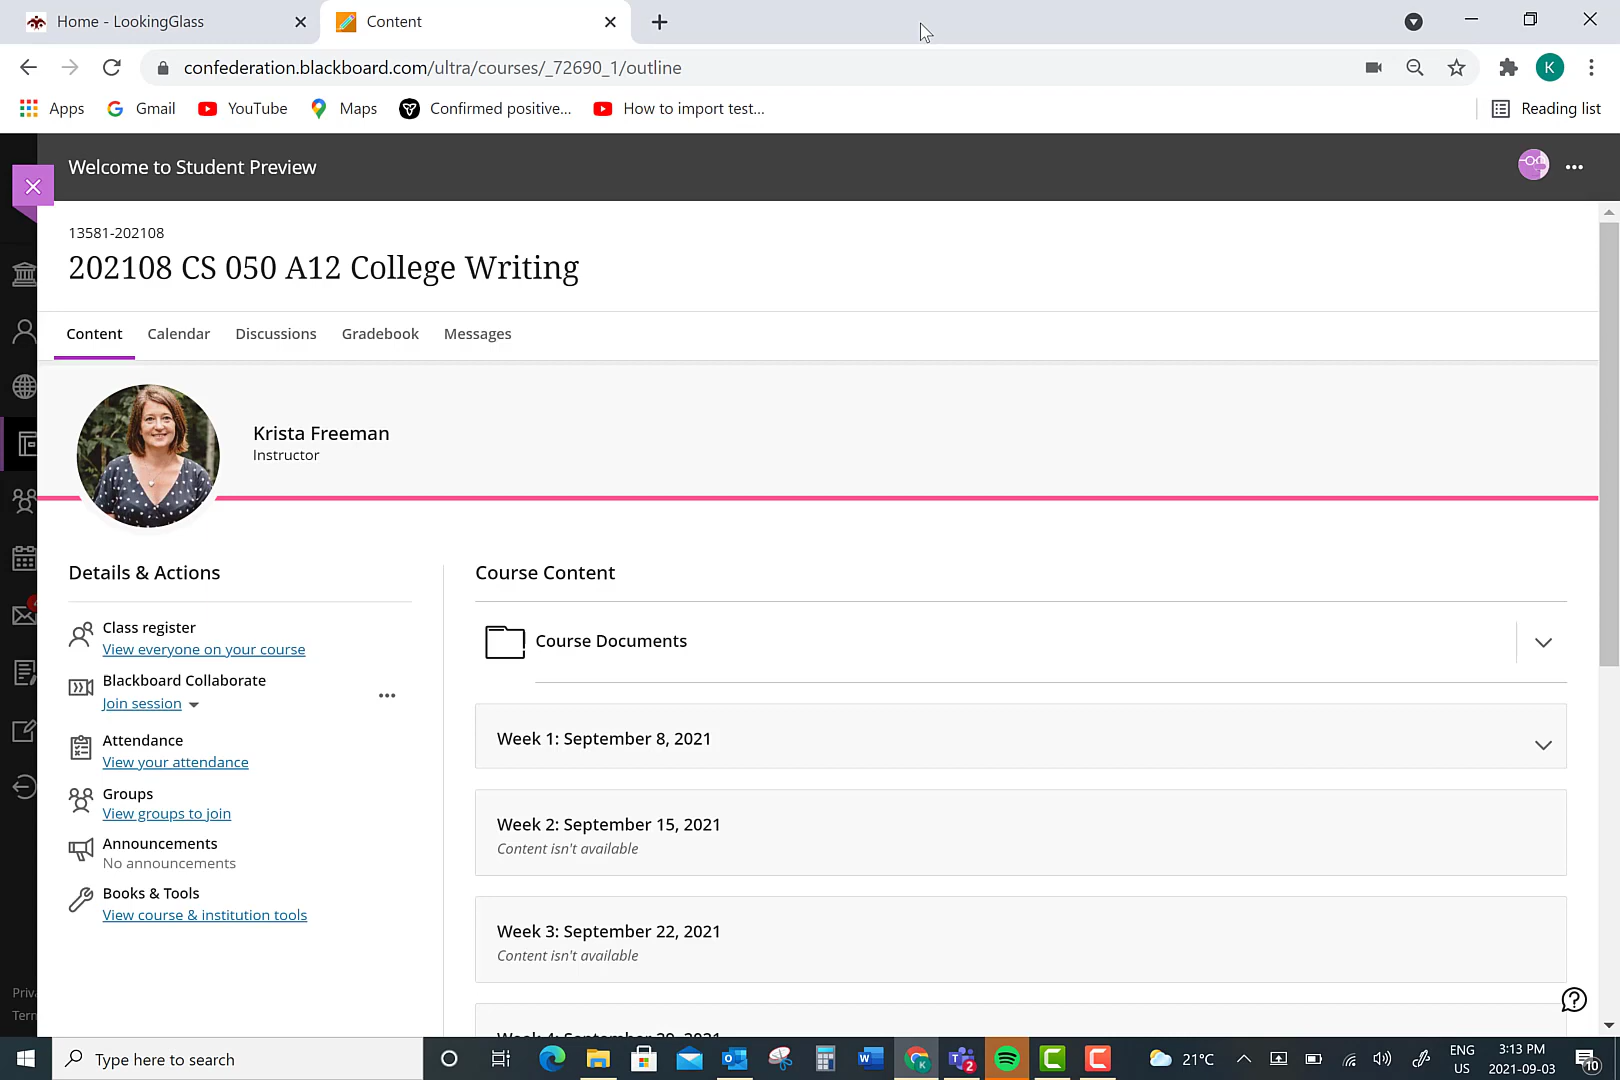 Home - LookingGlass
Content
confederation.blackboard.com/ultra/courses/_72690_1/outline
K
Apps
Gmail
YouTube
Maps
Confirmed positive...
How to import test...
Reading list
Welcome to Student Preview
13581-202108
202108 CS 050 A12 College Writing
Content
Calendar
Discussions
Gradebook
Messages
Krista Freeman
Instructor
Details & Actions
Class register
View everyone on your course
Blackboard Collaborate
Join session
Attendance
View your attendance
Groups
View groups to join
Announcements
No announcements
Books & Tools
View course & institution tools
Course Content
Course Documents
Week 1: September 8, 2021
Week 2: September 15, 2021
Content isn't available
Week 3: September 22, 2021
Content isn't available
Type here to search
21°C
ENG
US
3:13 PM
2021-09-03
10